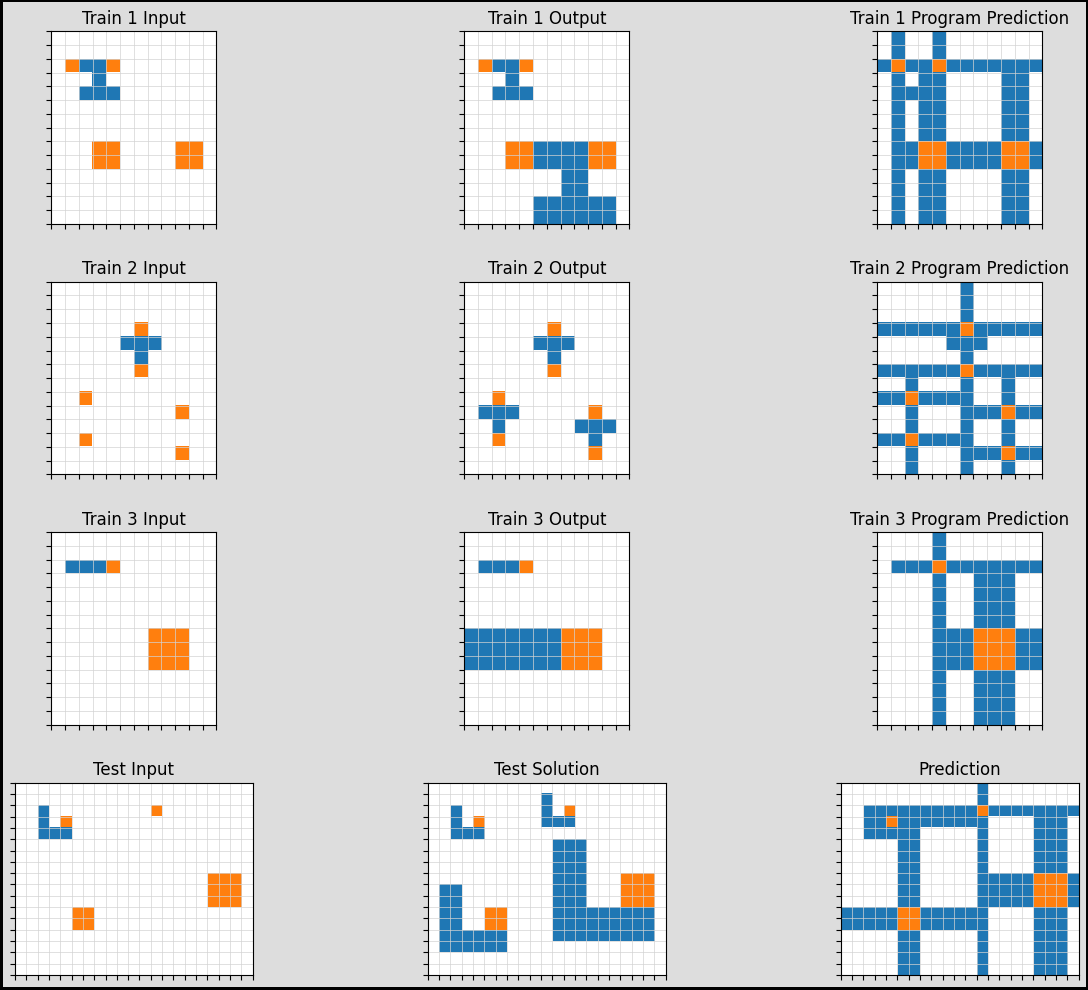 Train 1 Input
Train 1 Output
Train 1 Program Prediction
Train 2 Input
Train 2 Output
Train 2 Program Prediction
Train 3 Input
Train 3 Output
Train 3 Program Prediction
Test Input
Test Solution
Prediction